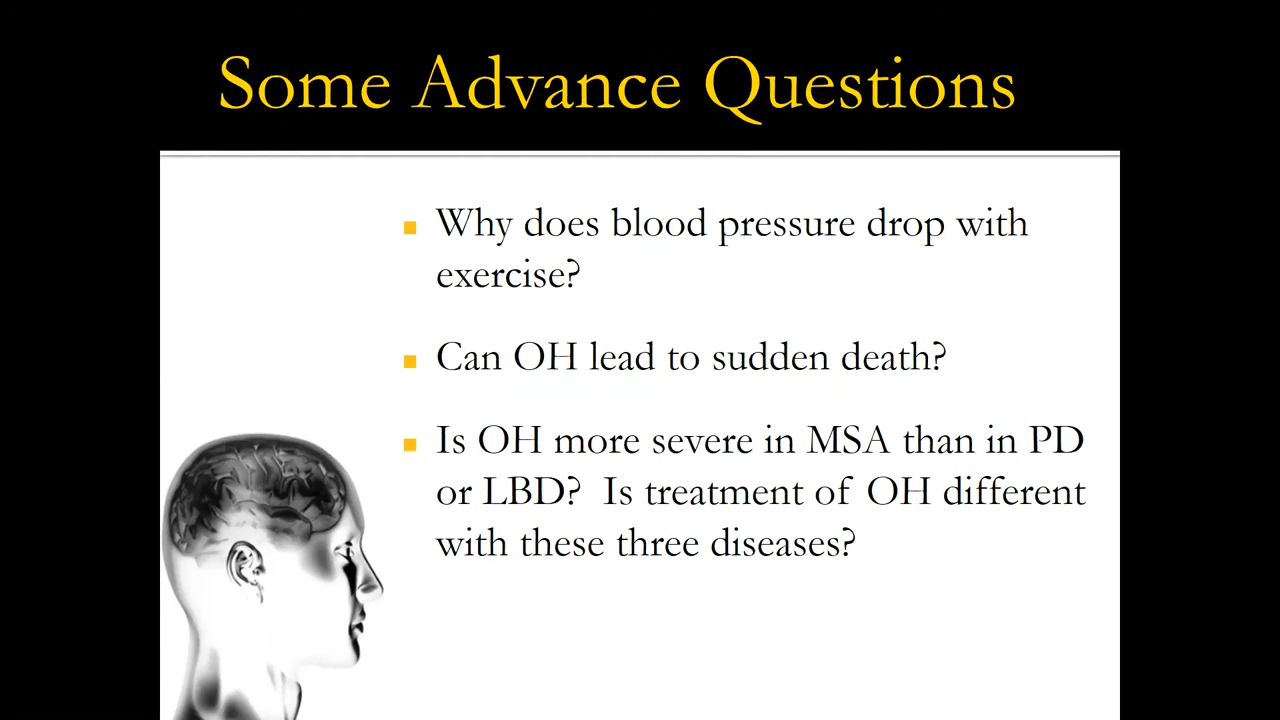 Some Advance Questions
Why does blood pressure drop with
exercise?
Can OH lead to sudden death?
Is OH more severe in MSA than in PD
or LBD? Is treatment of OH different
with these three diseases?